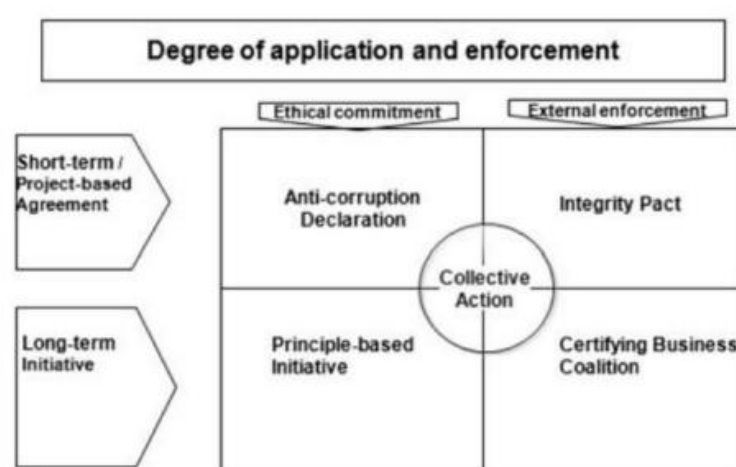 Degree of application and enforcement
Ethical commitment
External enforcement
Short-term /
Project-based
Agreement
Anti-corruption
Declaration
Integrity Pact
Collective
Action
Long-term
Initiative
Principle-based
Initiative
Certifying Business
Coalition